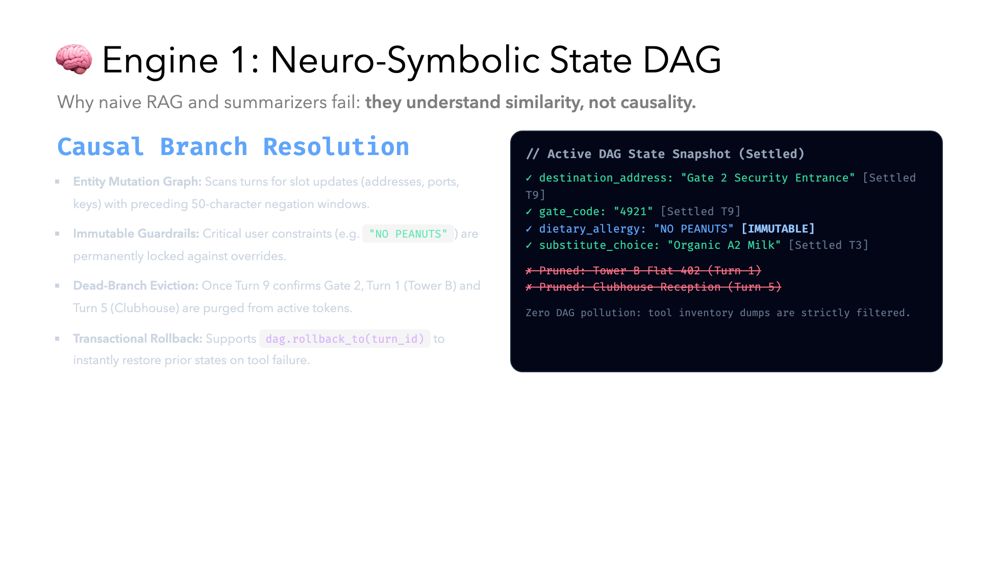 🧠 Engine 1: Neuro-Symbolic State DAG
Why naive RAG and summarizers fail: they understand similarity, not causality.
Causal Branch Resolution
▪ Entity Mutation Graph: Scans turns for slot updates (addresses, ports,
keys) with preceding 50-character negation windows.
▪ Immutable Guardrails: Critical user constraints (e.g. "NO PEANUTS" ) are
permanently locked against overrides.
▪ Dead-Branch Eviction: Once Turn 9 confirms Gate 2, Turn 1 (Tower B) and
Turn 5 (Clubhouse) are purged from active tokens.
▪ Transactional Rollback: Supports dag.rollback_to(turn_id) to
instantly restore prior states on tool failure.
// Active DAG State Snapshot (Settled)
✓ destination_address: "Gate 2 Security Entrance" [Settled
T9]
✓ gate_code: "4921" [Settled T9]
✓ dietary_allergy: "NO PEANUTS" [IMMUTABLE]
✓ substitute_choice: "Organic A2 Milk" [Settled T3]
✗ Pruned: Tower B Flat 402 (Turn 1)
✗ Pruned: Clubhouse Reception (Turn 5)
Zero DAG pollution: tool inventory dumps are strictly filtered.